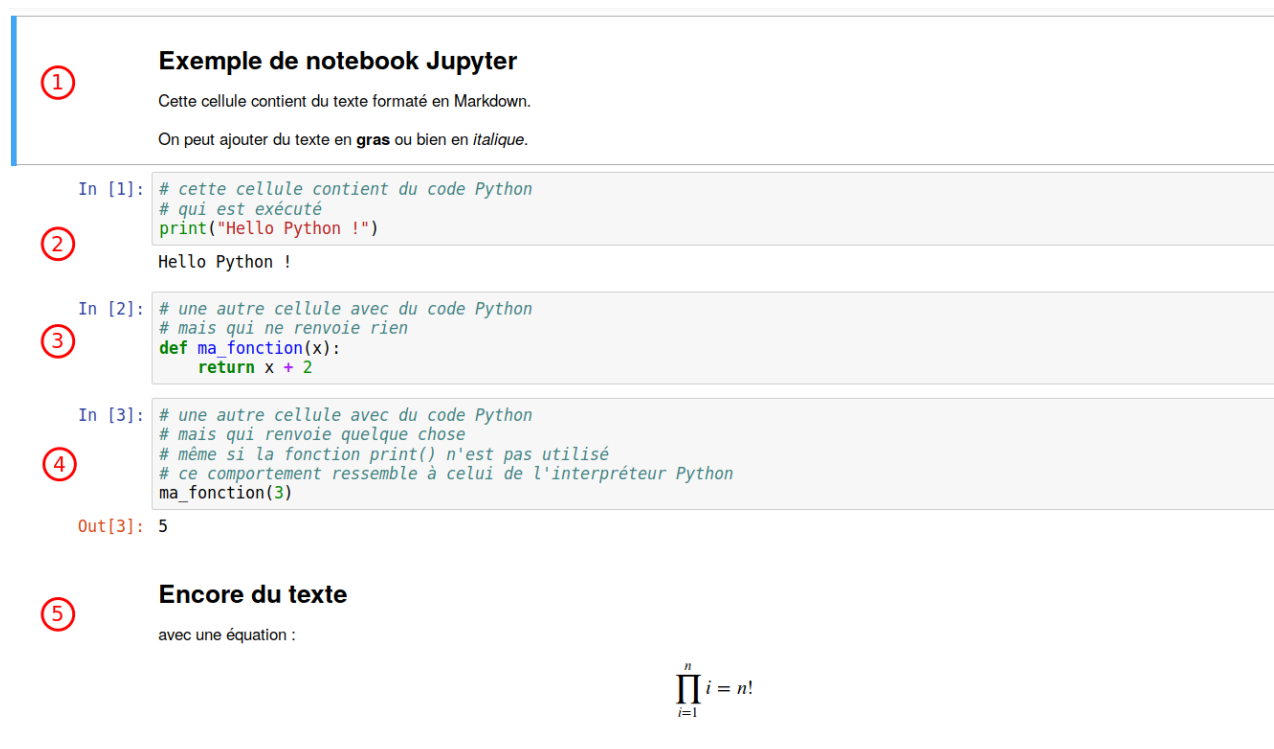 Exemple de notebook Jupyter
1
Cette cellule contient du texte formaté en Markdown.
On peut ajouter du texte en gras ou bien en italique.
In [1]: # cette cellule contient du code Python
# qui est exécuté
print("Hello Python !")
2
Hello Python !
In [2]: # une autre cellule avec du code Python
# mais qui ne renvoie rien
3
def ma_fonction(x):
    return x + 2
In [3]: # une autre cellule avec du code Python
# mais qui renvoie quelque chose
# même si la fonction print() n'est pas utilisé
4
# ce comportement ressemble à celui de l'interpréteur Python
ma_fonction(3)
Out[3]: 5
Encore du texte
5
avec une équation :
n
∏ i = n!
i=1